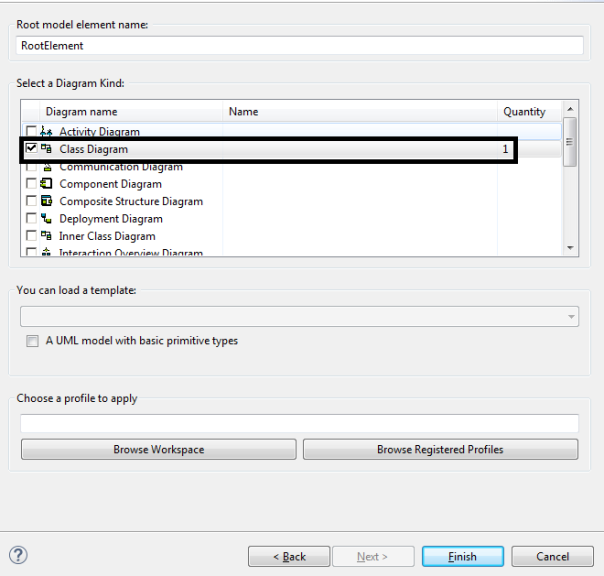 Root model element name:
RootElement
Select a Diagram Kind:
Diagram name Name Quantity
Activity Diagram
Class Diagram 1
Communication Diagram
Component Diagram
Composite Structure Diagram
Deployment Diagram
Inner Class Diagram
Interaction Overview Diagram
You can load a template:
A UML model with basic primitive types
Choose a profile to apply
Browse Workspace Browse Registered Profiles
? < Back Next > Finish Cancel